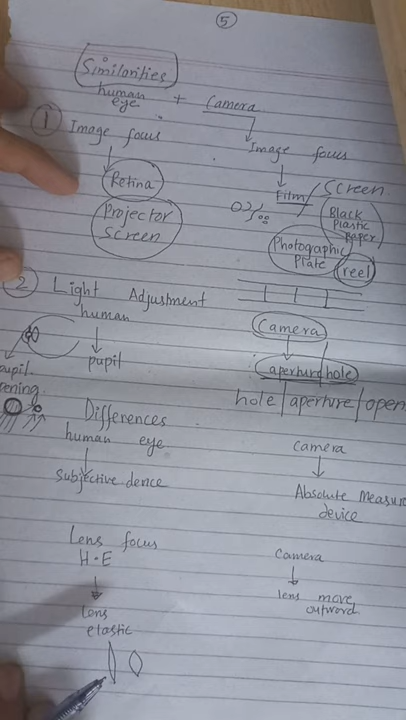 5
Similarities
human eye + Camera
① Image focus
Image focus
Retina
Projector Screen
Film/Screen
Black Plastic Paper
Photographic Plate
reel
② Light Adjustment
human
pupil
Camera
aperture/hole
hole/aperture/open
pupil.
Differences
human eye
Camera
Subjective
Absolute Measure
device
Lens focus
H.E
Camera
Lens
elastic
lens move
outword